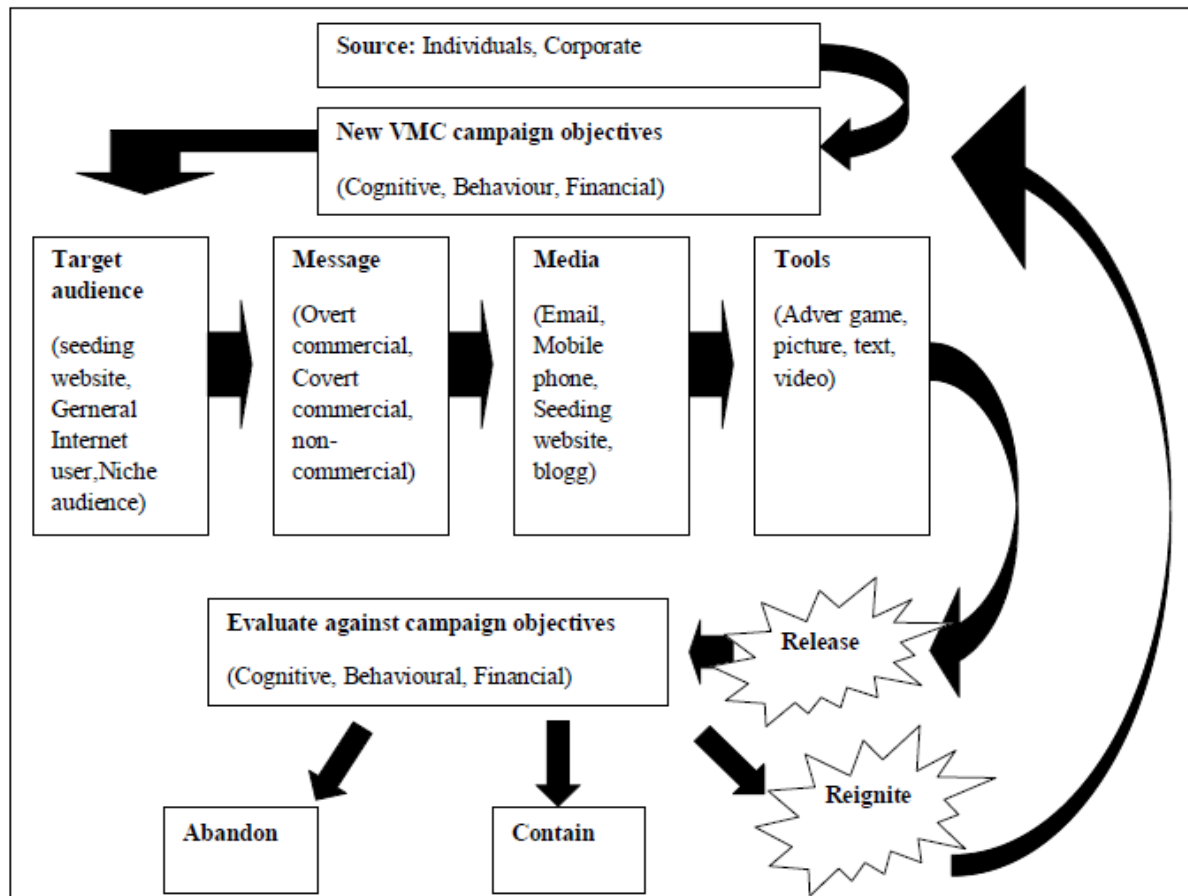 Source: Individuals, Corporate
New VMC campaign objectives
(Cognitive, Behaviour, Financial)
Target
audience
(seeding
website,
Gerneral
Internet
user,Niche
audience)
Message
(Overt
commercial,
Covert
commercial,
non-
commercial)
Media
(Email,
Mobile
phone,
Seeding
website,
blogg)
Tools
(Adver game,
picture, text,
video)
Evaluate against campaign objectives
(Cognitive, Behavioural, Financial)
Release
Reignite
Abandon
Contain